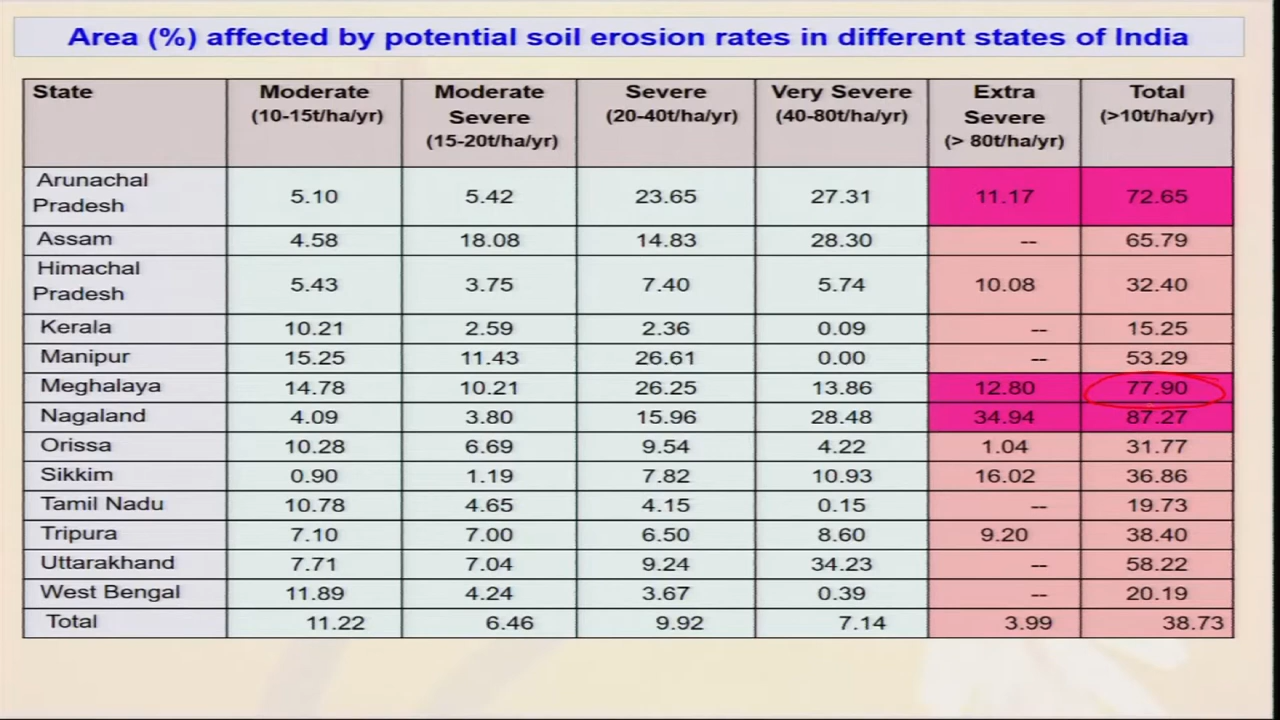 Area (%) affected by potential soil erosion rates in different states of India
State Moderate (10-15t/ha/yr) Moderate Severe (15-20t/ha/yr) Severe (20-40t/ha/yr) Very Severe (40-80t/ha/yr) Extra Severe (> 80t/ha/yr) Total (>10t/ha/yr)
Arunachal Pradesh 5.10 5.42 23.65 27.31 11.17 72.65
Assam 4.58 18.08 14.83 28.30 -- 65.79
Himachal Pradesh 5.43 3.75 7.40 5.74 10.08 32.40
Kerala 10.21 2.59 2.36 0.09 -- 15.25
Manipur 15.25 11.43 26.61 0.00 -- 53.29
Meghalaya 14.78 10.21 26.25 13.86 12.80 77.90
Nagaland 4.09 3.80 15.96 28.48 34.94 87.27
Orissa 10.28 6.69 9.54 4.22 1.04 31.77
Sikkim 0.90 1.19 7.82 10.93 16.02 36.86
Tamil Nadu 10.78 4.65 4.15 0.15 -- 19.73
Tripura 7.10 7.00 6.50 8.60 9.20 38.40
Uttarakhand 7.71 7.04 9.24 34.23 -- 58.22
West Bengal 11.89 4.24 3.67 0.39 -- 20.19
Total 11.22 6.46 9.92 7.14 3.99 38.73